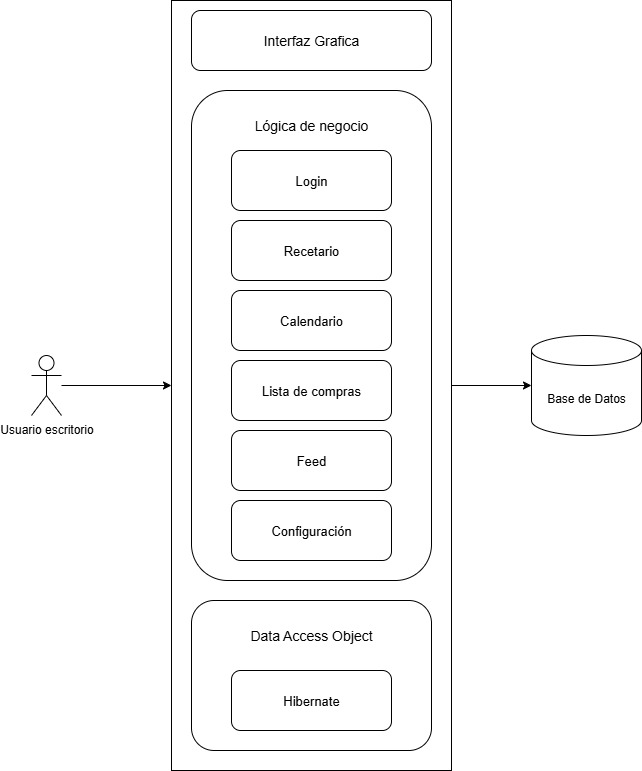 Interfaz Grafica
Lógica de negocio
Login
Recetario
Calendario
Lista de compras
Feed
Configuración
Data Access Object
Hibernate
Usuario escritorio
Base de Datos